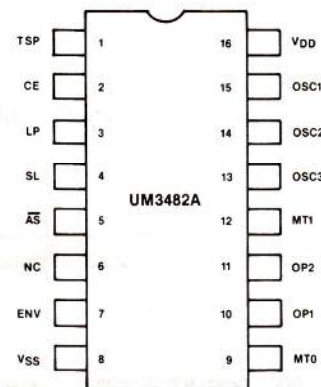 TSP 1 16 VDD
CE 2 15 OSC1
LP 3 14 OSC2
SL 4 13 OSC3
UM3482A
A̅S̅ 5 12 MT1
NC 6 11 OP2
ENV 7 10 OP1
VSS 8 9 MT0